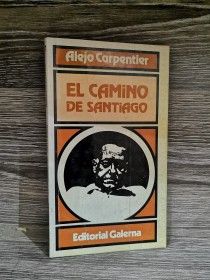 Alejo Carpentier
EL CAMINO
DE SANTIAGO
Editorial Galerna